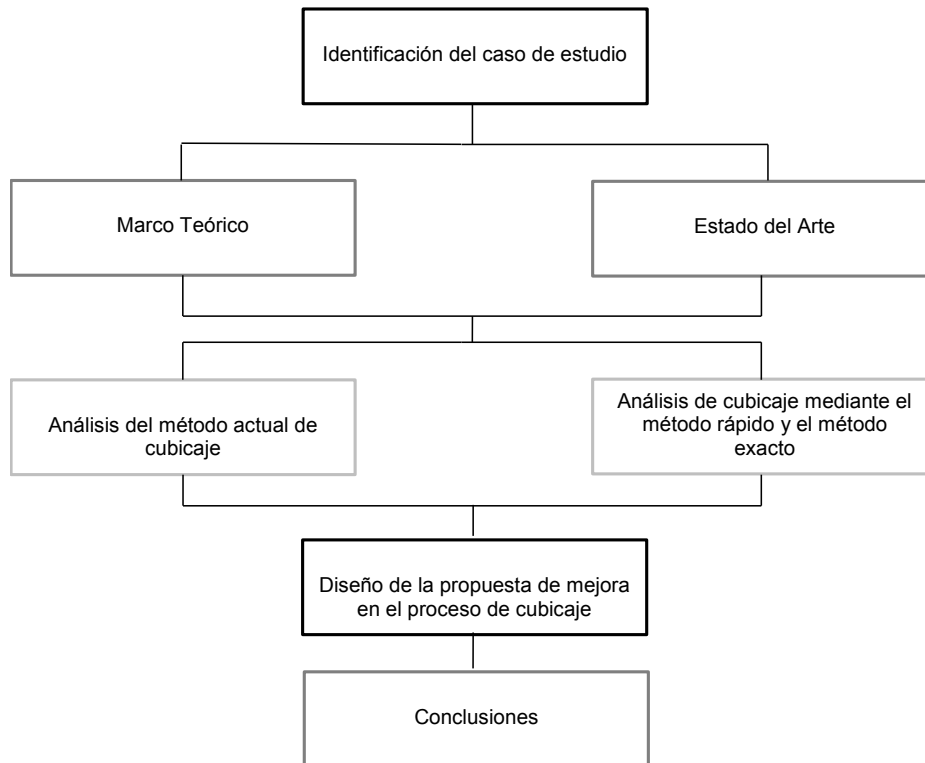 Identificación del caso de estudio
Marco Teórico
Estado del Arte
Análisis del método actual de
cubicaje
Análisis de cubicaje mediante el
método rápido y el método
exacto
Diseño de la propuesta de mejora
en el proceso de cubicaje
Conclusiones